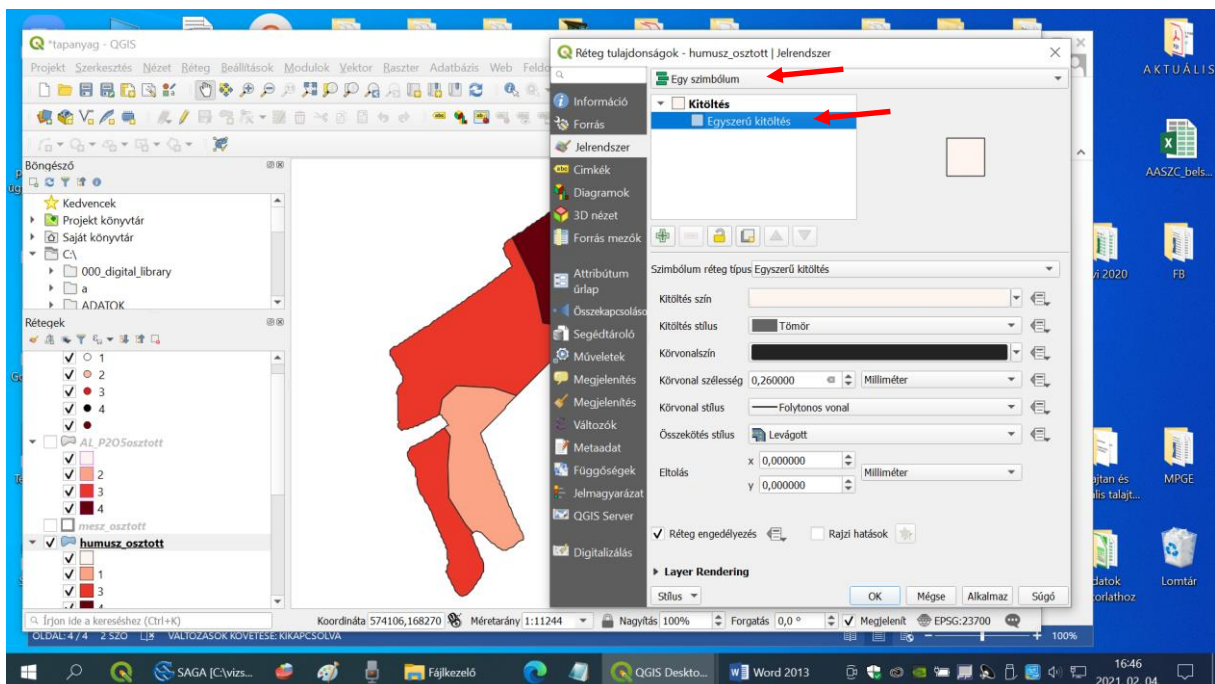 *tapanyag - QGIS
Projekt Szerkesztés Nézet Réteg Beállítások Modulok Vektor Raszter Adatbázis Web
Böngésző
Kedvencek
Projekt könyvtár
Saját könyvtár
C:\
000_digital_library
a
ADATOK
Rétegek
1
2
3
4
AL_P2O5osztott
2
3
4
mesz_osztott
humusz_osztott
1
3
Írjon ide a kereséshez (Ctrl+K)
Koordináta 574106,168270
Méretarány 1:11244
Nagyítás 100%
Forgatás 0,0 °
Megjelenít
EPSG:23700
Réteg tulajdonságok - humusz_osztott | Jelrendszer
Információ
Forrás
Jelrendszer
Cimkék
Diagramok
3D nézet
Forrás mezők
Attribútum
űrlap
Összekapcsoláso
Segédtároló
Műveletek
Megjelenítés
Megjelenítés
Változók
Metaadat
Függőségek
Jelmagyarázat
QGIS Server
Digitalizálás
Egy szimbólum
Kitöltés
Egyszerű kitöltés
Szimbólum réteg típus Egyszerű kitöltés
Kitöltés szín
Kitöltés stílus Tömör
Körvonalszín
Körvonal szélesség 0,260000 Milliméter
Körvonal stílus Folytonos vonal
Összekötés stílus Levágott
Eltolás
x 0,000000
Milliméter
y 0,000000
Réteg engedélyezés
Rajzi hatások
Layer Rendering
Stílus
OK
Mégse
Alkalmaz
Súgó
AKTUÁLIS
AASZC_bels...
FB
MPGE
Lomtár
OLDAL: 4 / 4 2 SZÓ VÁLTOZÁSOK KÖVETÉSE: KIKAPCSOLVA
100%
SAGA [C:\vizs...
Fájlkezelő
QGIS Deskto...
Word 2013
16:46
2021. 02. 04.